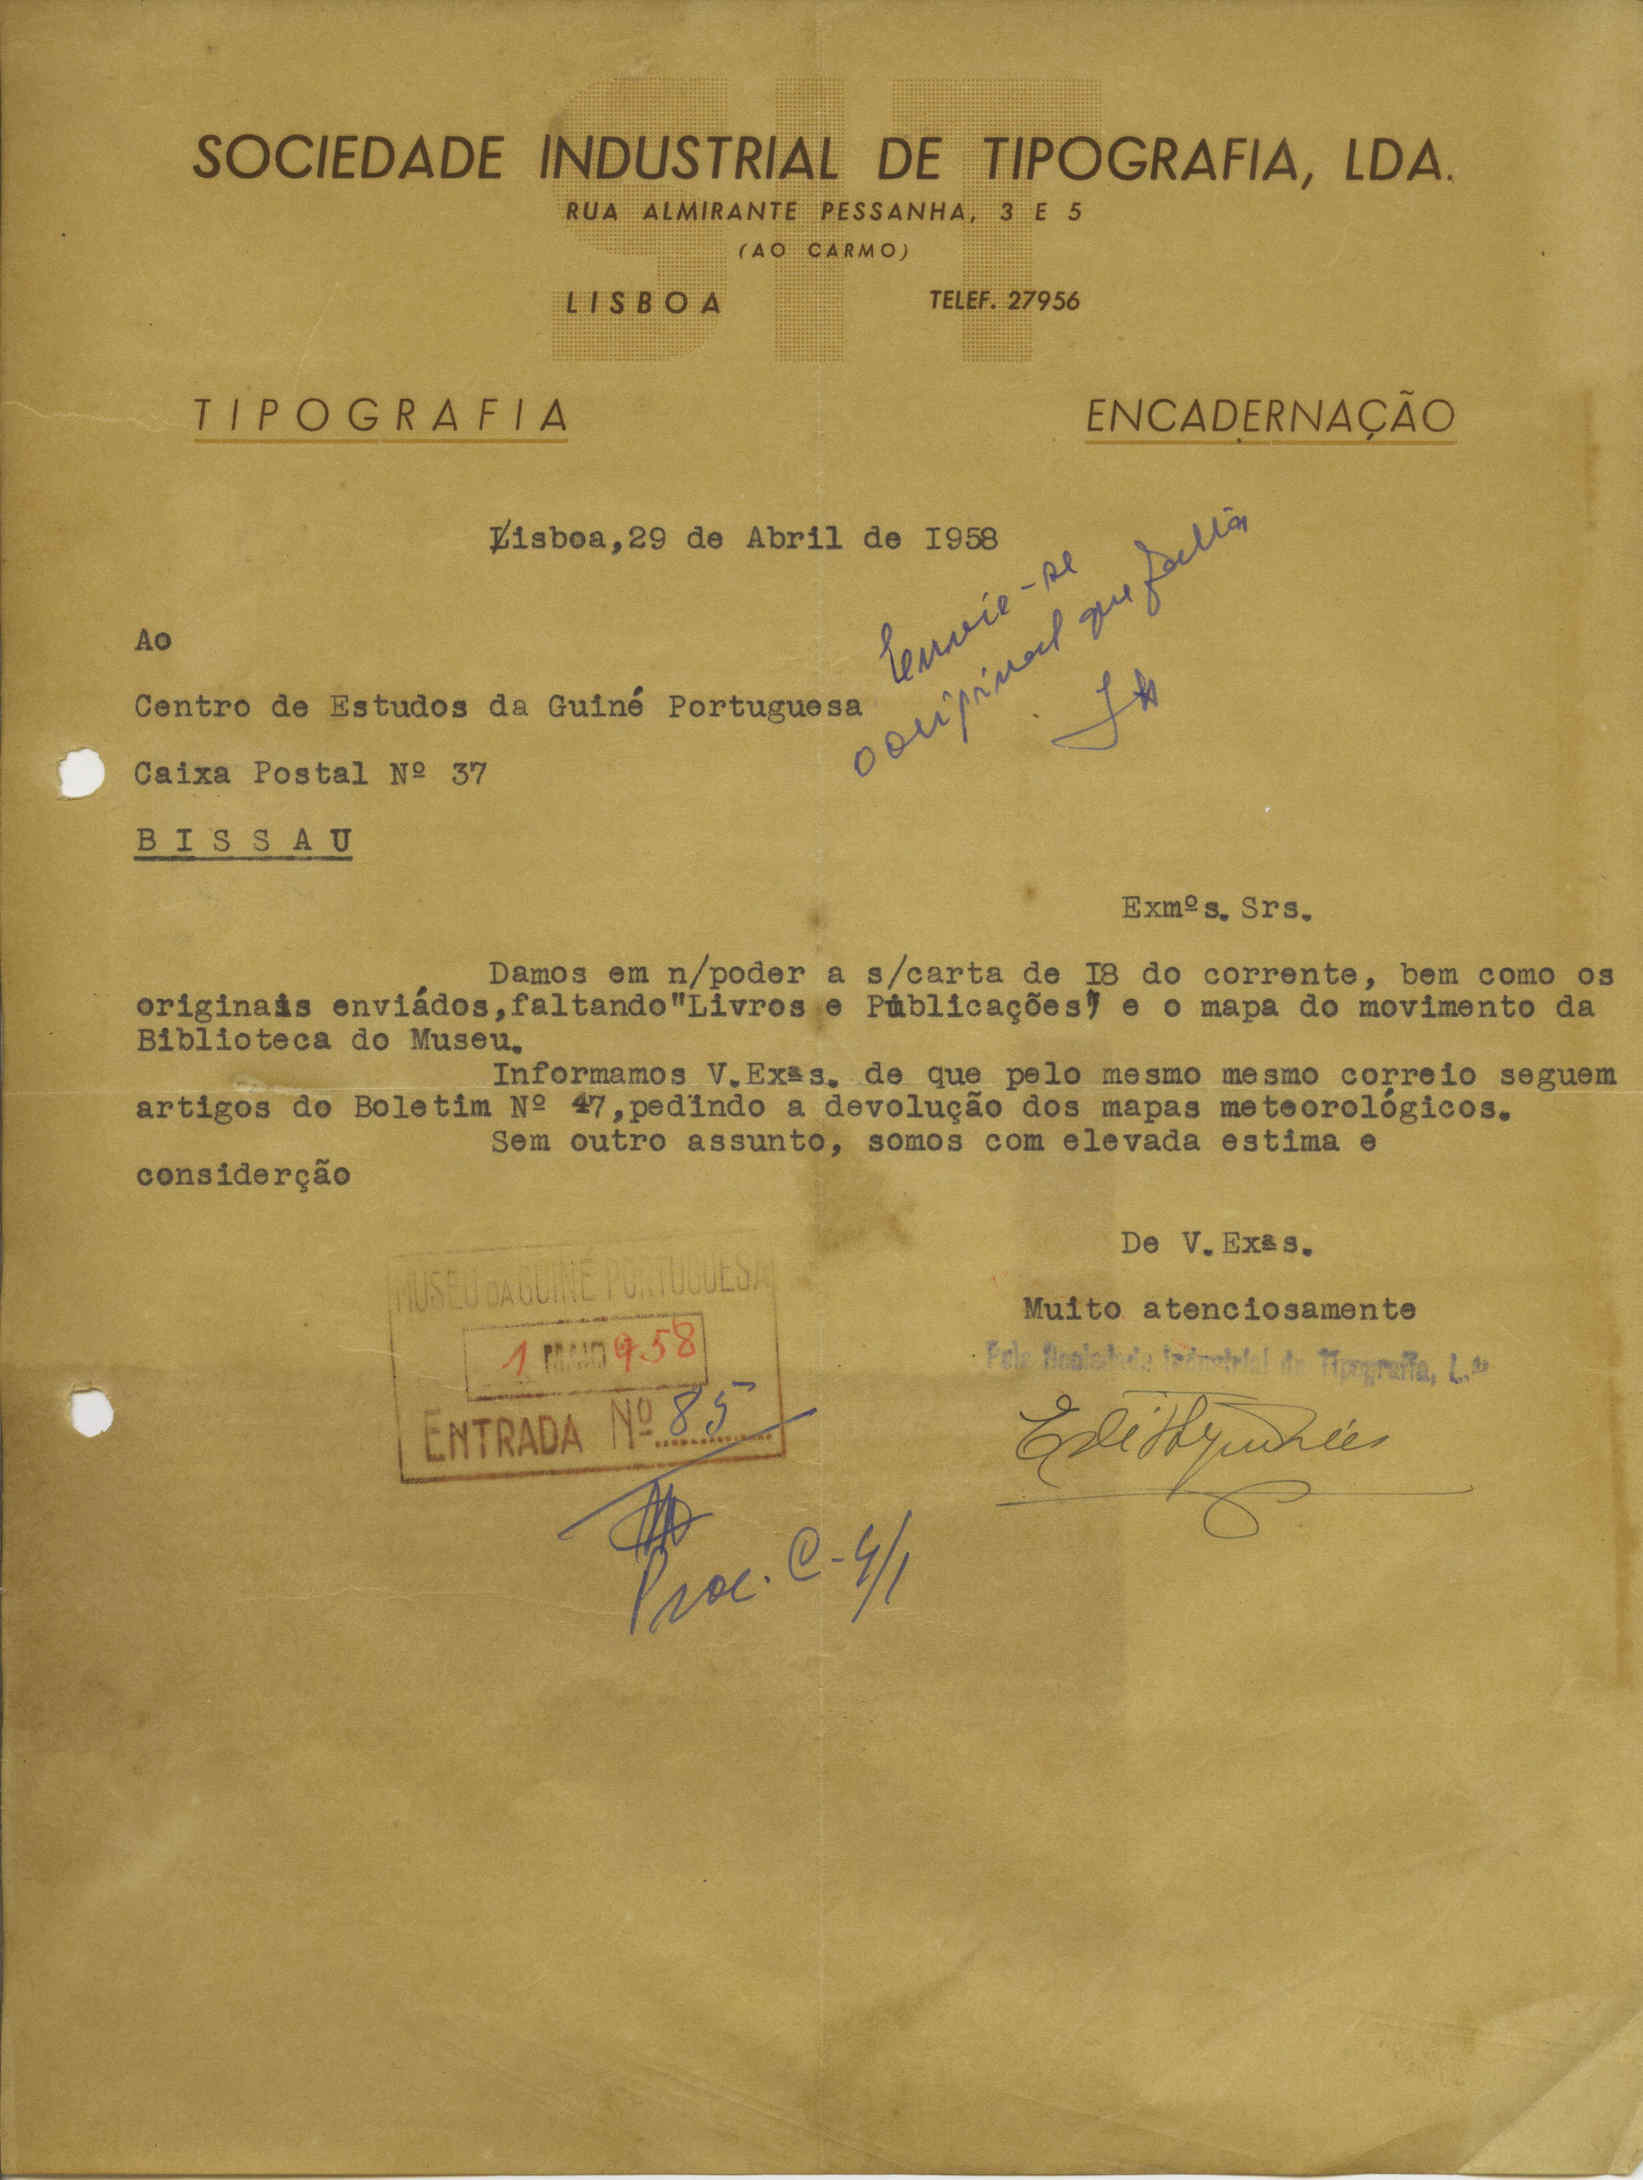 SIT
SOCIEDADE INDUSTRIAL DE TIPOGRAFIA, LDA.
RUA ALMIRANTE PESSANHA, 3 E 5
(AO CARMO)
LISBOA TELEF. 27956
TIPOGRAFIA ENCADERNAÇÃO
Lisboa,29 de Abril de I958
Envie-se
o original que falta
Ao
Centro de Estudos da Guiné Portuguesa
Caixa Postal Nº 37
BISSAU
Exmºs. Srs.
Damos em n/poder a s/carta de I8 do corrente, bem como os
originais enviádos,faltando"Livros e Publicações" e o mapa do movimento da
Biblioteca do Museu.
Informamos V.Exªs. de que pelo mesmo mesmo correio seguem
artigos do Boletim Nº 47,pedindo a devolução dos mapas meteorológicos.
Sem outro assunto, somos com elevada estima e
considerção
De V.Exªs.
Muito atenciosamente
Pela Sociedade Industrial de Tipografia, L.da
MUSEU DA GUINÉ PORTUGUESA
1 MAIO 958
ENTRADA Nº 85
Proc. C-4/1